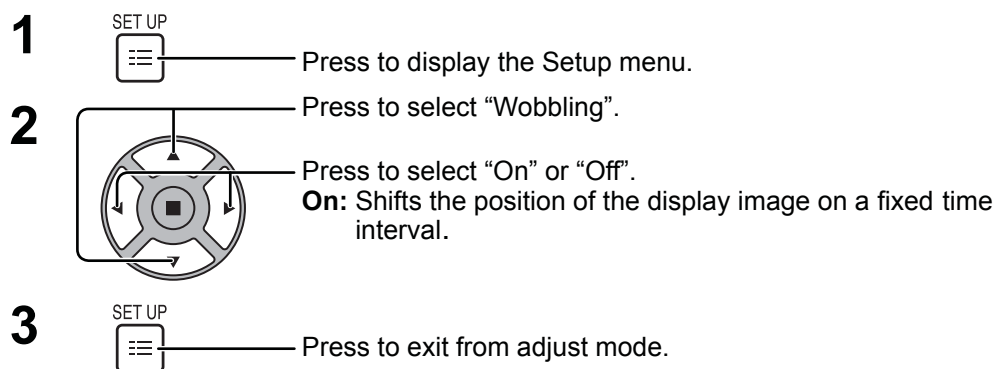 1
SET UP
Press to display the Setup menu.
2
Press to select “Wobbling”.
Press to select “On” or “Off”.
On: Shifts the position of the display image on a fixed time
interval.
3
SET UP
Press to exit from adjust mode.